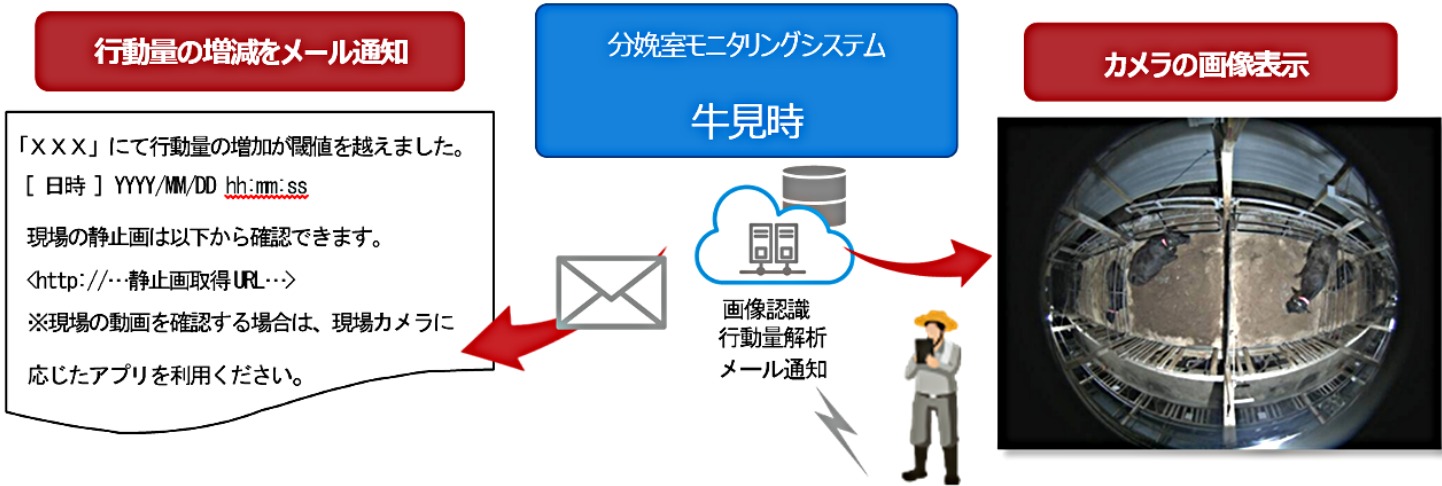 行動量の増減をメール通知
「XXX」にて行動量の増加が閾値を越えました。
[ 日時 ] YYYY/MM/DD hh:mm:ss
現場の静止画は以下から確認できます。
<http://…静止画取得URL…>
※現場の動画を確認する場合は、現場カメラに
応じたアプリを利用ください。
分娩室モニタリングシステム
牛見時
画像認識
行動量解析
メール通知
カメラの画像表示